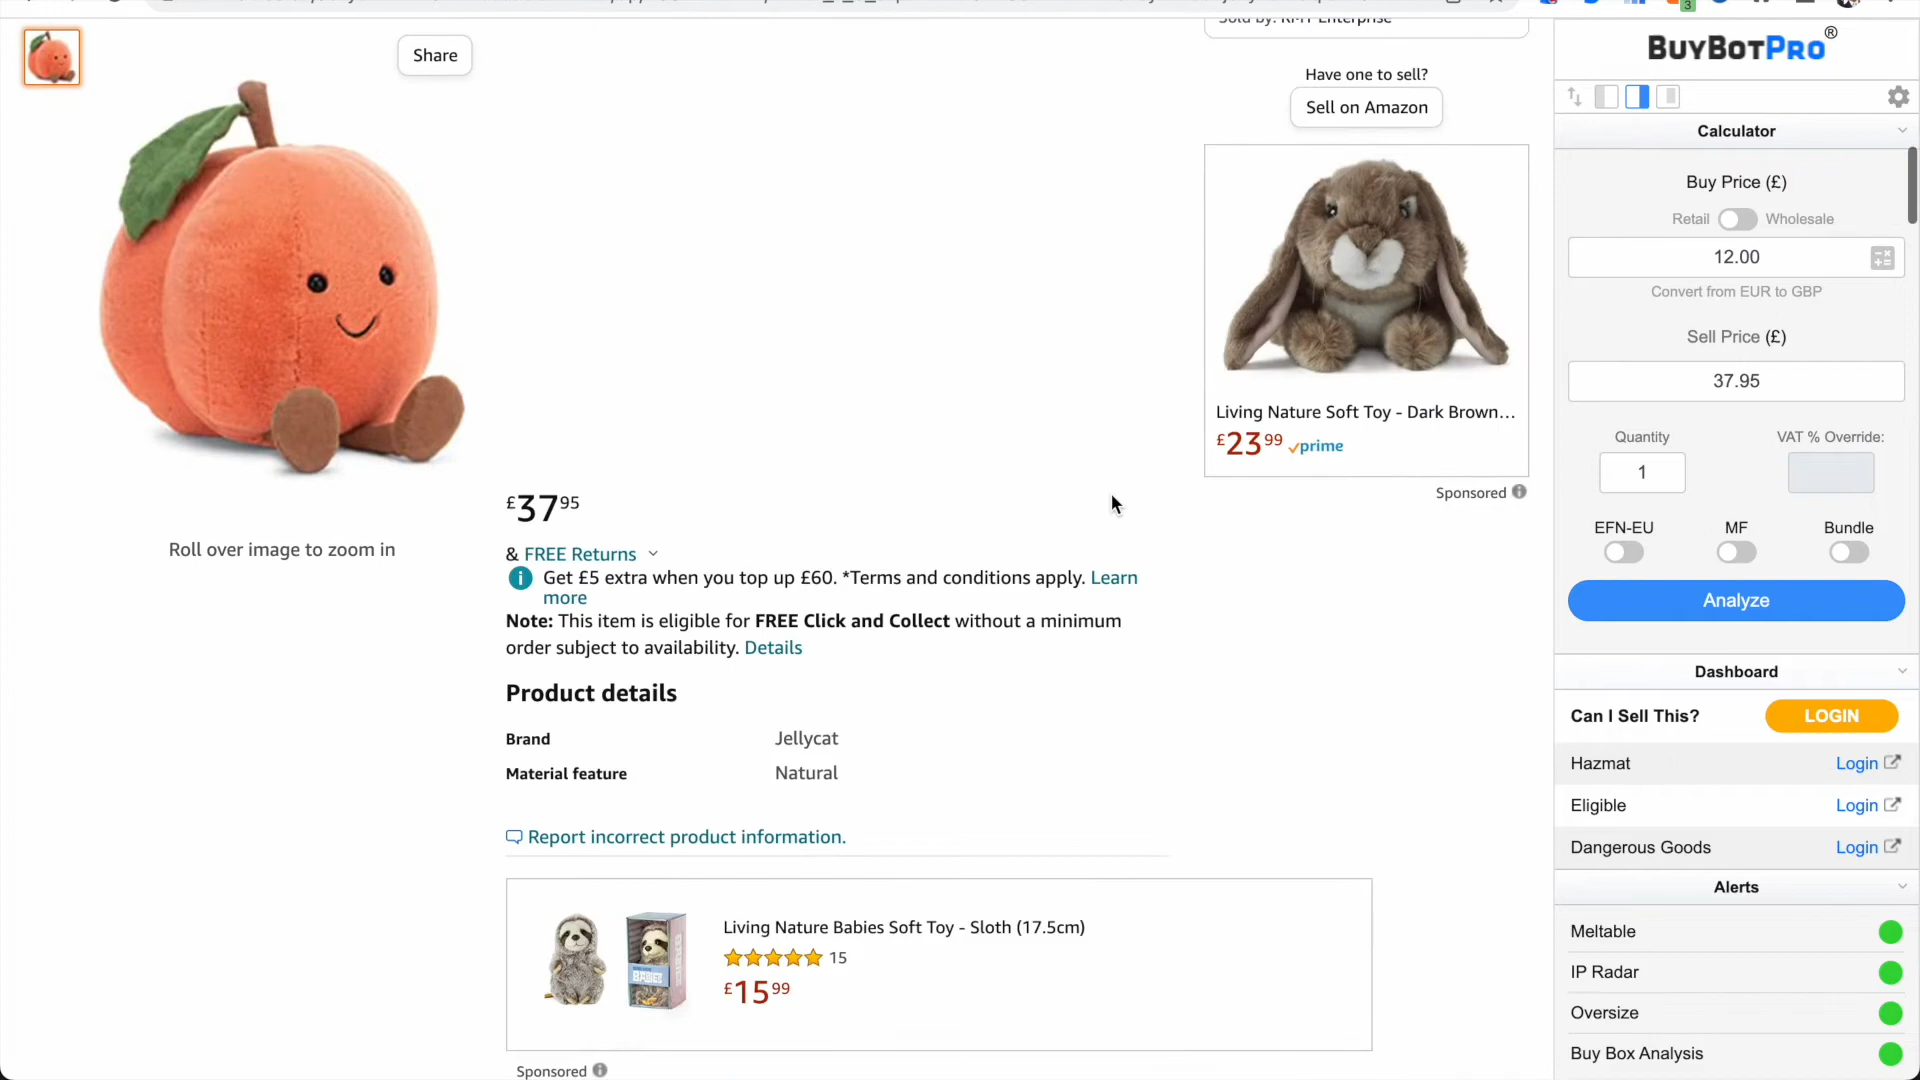 Share
Sold by: RMY Enterprise
Have one to sell?
Sell on Amazon
Living Nature Soft Toy - Dark Brown...
£23.99 prime
Sponsored
Roll over image to zoom in
£37.95
& FREE Returns
Get £5 extra when you top up £60. *Terms and conditions apply. Learn
more
Note: This item is eligible for FREE Click and Collect without a minimum
order subject to availability. Details
Product details
Brand Jellycat
Material feature Natural
Report incorrect product information.
Living Nature Babies Soft Toy - Sloth (17.5cm)
15
£15.99
Sponsored
BUYBOTPRO®
Calculator
Buy Price (£)
Retail Wholesale
12.00
Convert from EUR to GBP
Sell Price (£)
37.95
Quantity VAT % Override:
1
EFN-EU MF Bundle
Analyze
Dashboard
Can I Sell This? LOGIN
Hazmat Login
Eligible Login
Dangerous Goods Login
Alerts
Meltable
IP Radar
Oversize
Buy Box Analysis
3